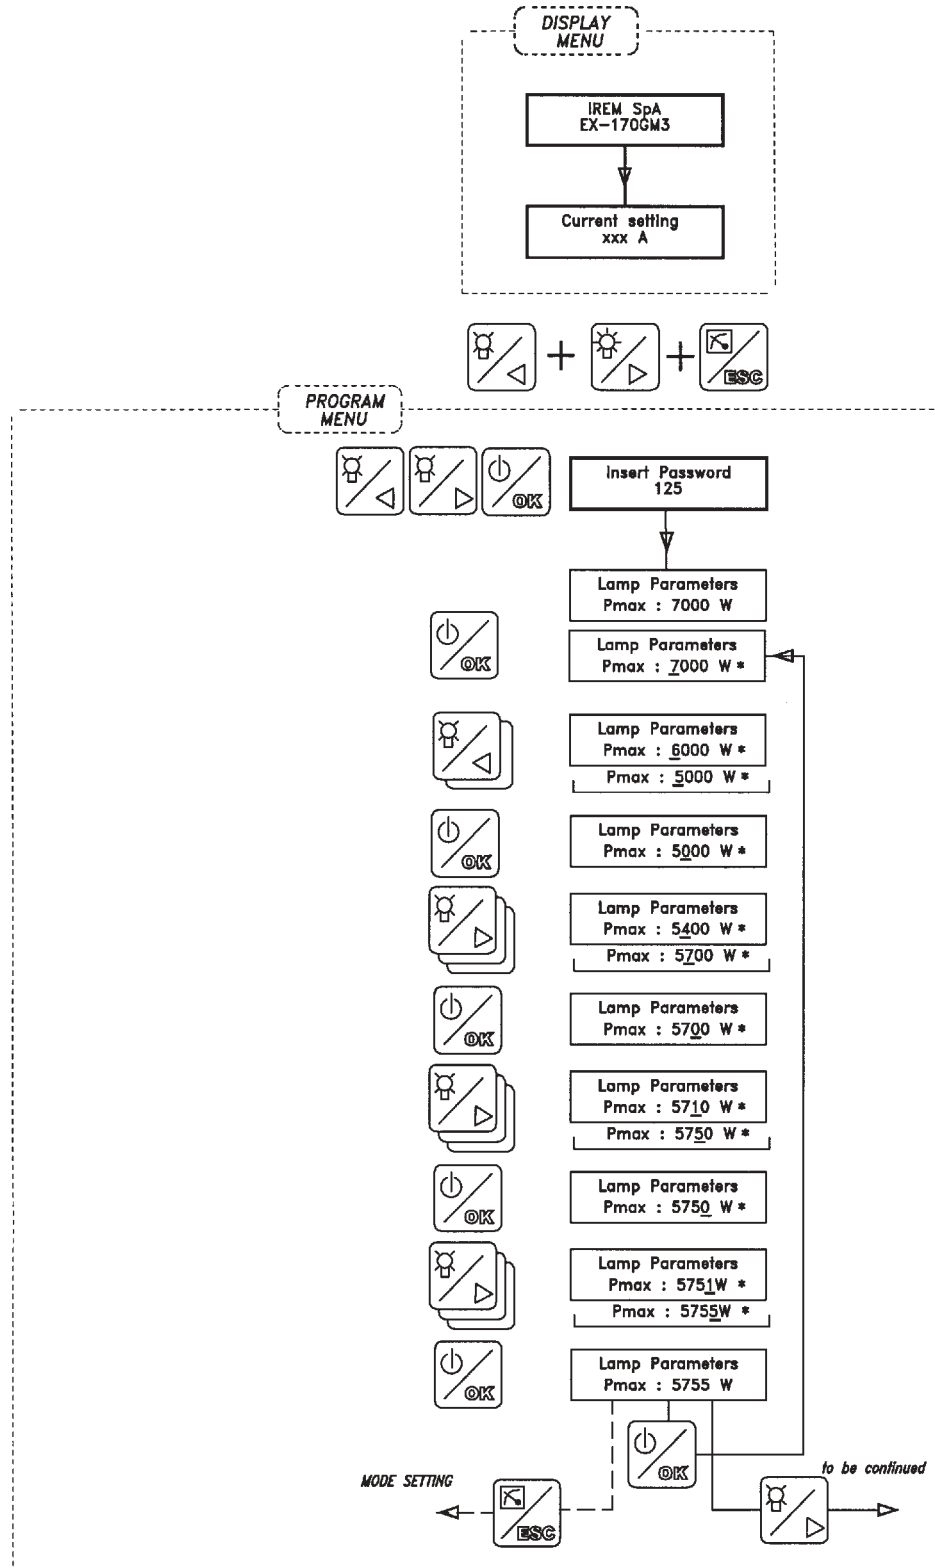 DISPLAY
MENU
IREM SpA
EX-170GM3
Current setting
xxx A
+ +
ESC
PROGRAM
MENU
OK
Insert Password
125
Lamp Parameters
Pmax : 7000 W
OK
Lamp Parameters
Pmax : 7000 W *
Lamp Parameters
Pmax : 6000 W *
Pmax : 5000 W *
OK
Lamp Parameters
Pmax : 5000 W *
Lamp Parameters
Pmax : 5400 W *
Pmax : 5700 W *
OK
Lamp Parameters
Pmax : 5700 W *
Lamp Parameters
Pmax : 5710 W *
Pmax : 5750 W *
OK
Lamp Parameters
Pmax : 5750 W *
Lamp Parameters
Pmax : 5751W *
Pmax : 5755W *
OK
Lamp Parameters
Pmax : 5755 W
OK
MODE SETTING
to be continued
ESC